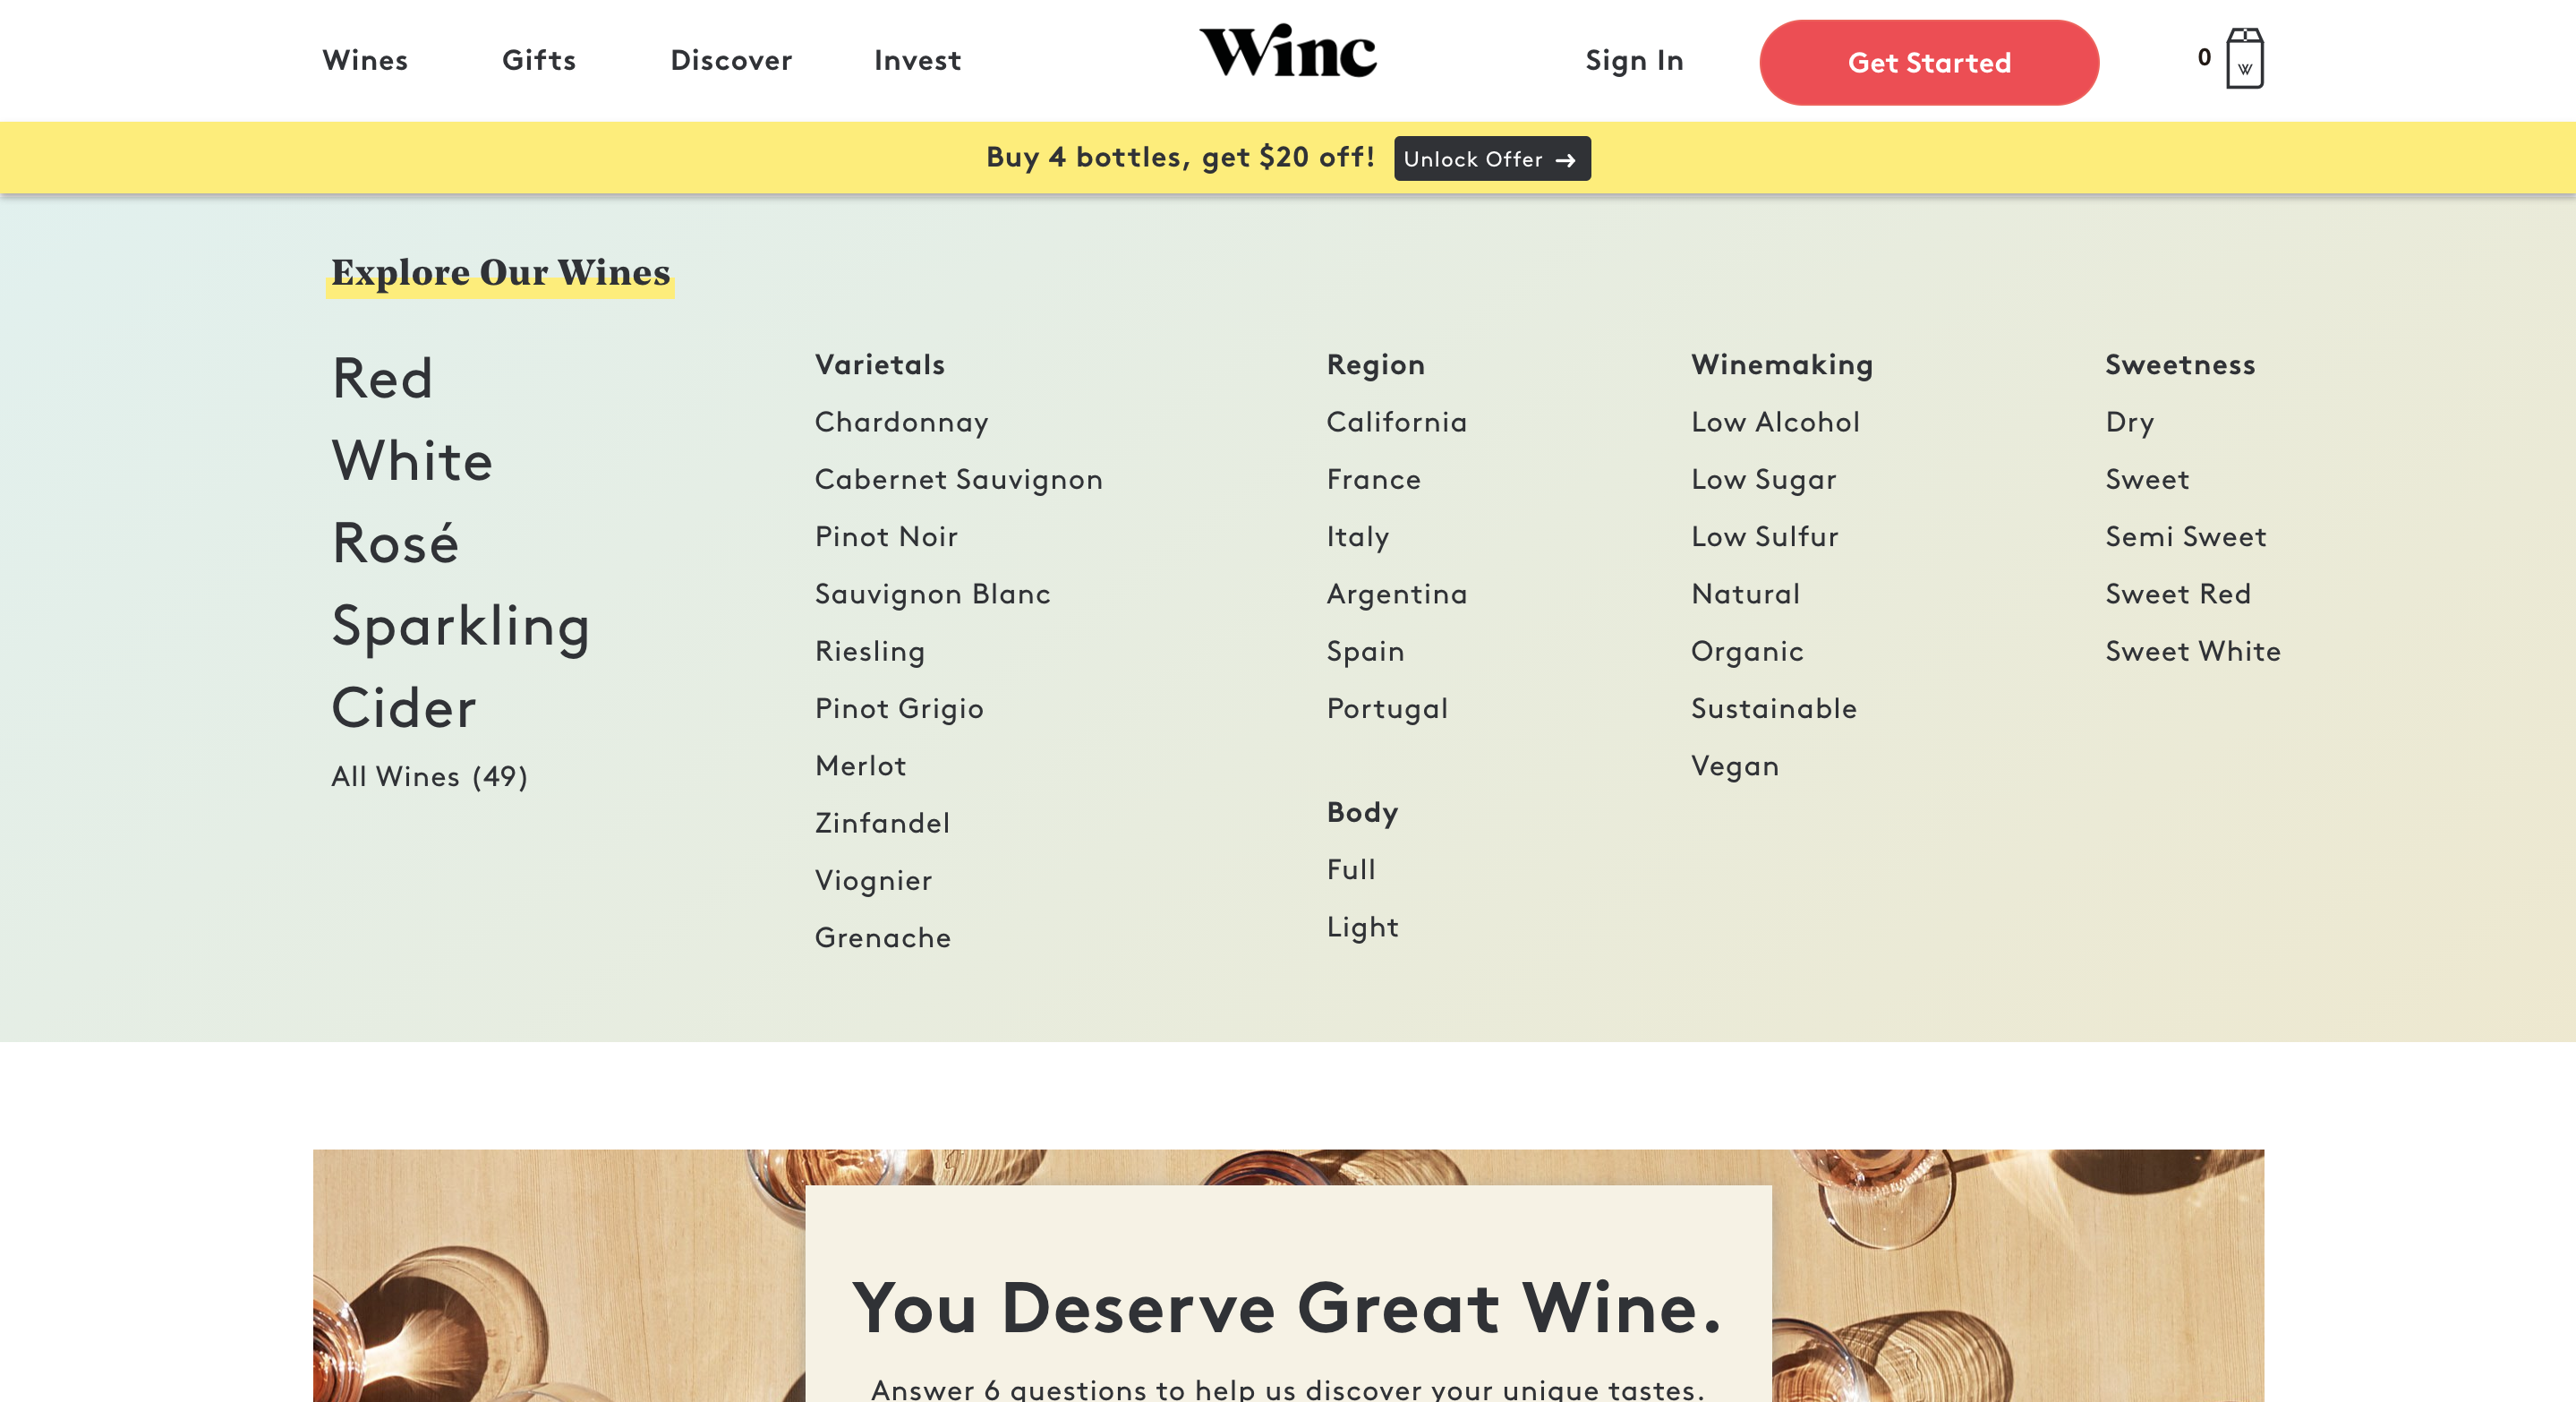 Wines
Gifts
Discover
Invest
Winc
Sign In
Get Started
0
W
Buy 4 bottles, get $20 off!
Unlock Offer →
Explore Our Wines
Red
White
Rosé
Sparkling
Cider
All Wines (49)
Varietals
Chardonnay
Cabernet Sauvignon
Pinot Noir
Sauvignon Blanc
Riesling
Pinot Grigio
Merlot
Zinfandel
Viognier
Grenache
Region
California
France
Italy
Argentina
Spain
Portugal
Body
Full
Light
Winemaking
Low Alcohol
Low Sugar
Low Sulfur
Natural
Organic
Sustainable
Vegan
Sweetness
Dry
Sweet
Semi Sweet
Sweet Red
Sweet White
You Deserve Great Wine.
Answer 6 questions to help us discover your unique tastes.